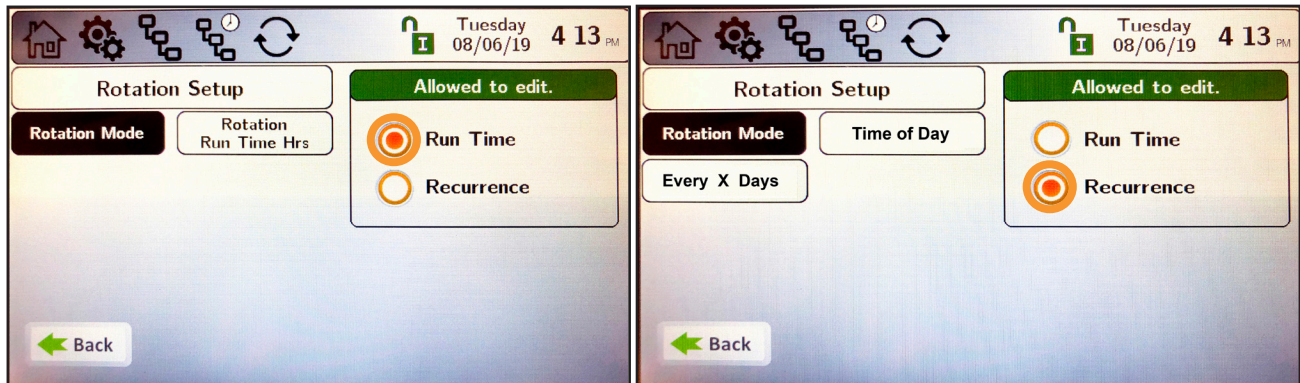 I
Tuesday
08/06/19
4 13 PM
Rotation Setup
Allowed to edit.
Rotation Mode
Rotation
Run Time Hrs
Run Time
Recurrence
Back
I
Tuesday
08/06/19
4 13 PM
Rotation Setup
Allowed to edit.
Rotation Mode
Time of Day
Run Time
Every X Days
Recurrence
Back